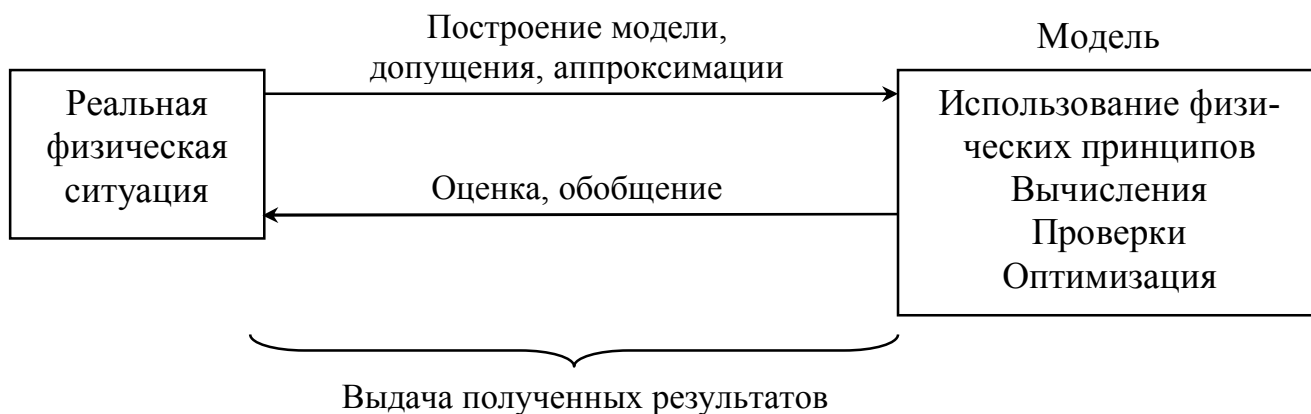 Построение модели,
допущения, аппроксимации
Модель
Реальная
физическая
ситуация
Использование физи-
ческих принципов
Вычисления
Проверки
Оптимизация
Оценка, обобщение
Выдача полученных результатов